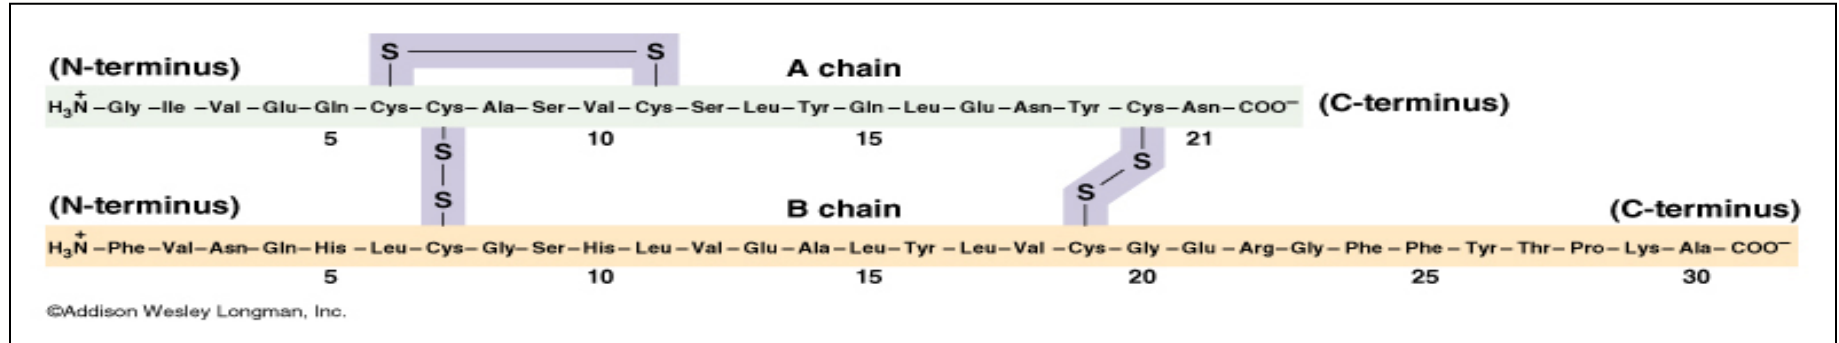 S S
(N-terminus) A chain
H₃N⁺–Gly–Ile–Val–Glu–Gln–Cys–Cys–Ala–Ser–Val–Cys–Ser–Leu–Tyr–Gln–Leu–Glu–Asn–Tyr–Cys–Asn–COO⁻ (C-terminus)
5 10 15 21
S S
S S
(N-terminus) B chain (C-terminus)
H₃N⁺–Phe–Val–Asn–Gln–His–Leu–Cys–Gly–Ser–His–Leu–Val–Glu–Ala–Leu–Tyr–Leu–Val–Cys–Gly–Glu–Arg–Gly–Phe–Phe–Tyr–Thr–Pro–Lys–Ala–COO⁻
5 10 15 20 25 30
©Addison Wesley Longman, Inc.